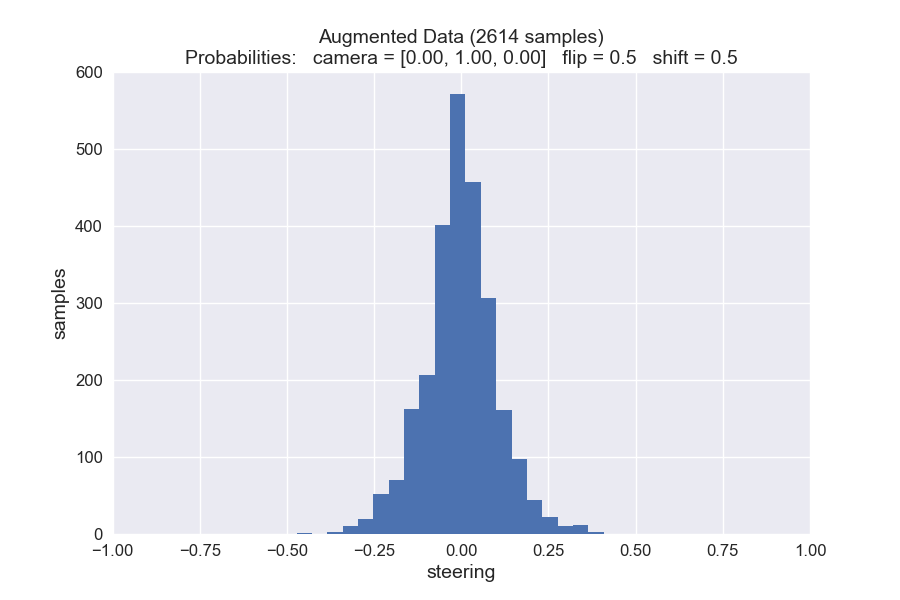 Augmented Data (2614 samples)
Probabilities:   camera = [0.00, 1.00, 0.00]   flip = 0.5   shift = 0.5
600
500
400
300
200
100
0
samples
−1.00 −0.75 −0.50 −0.25 0.00 0.25 0.50 0.75 1.00
steering